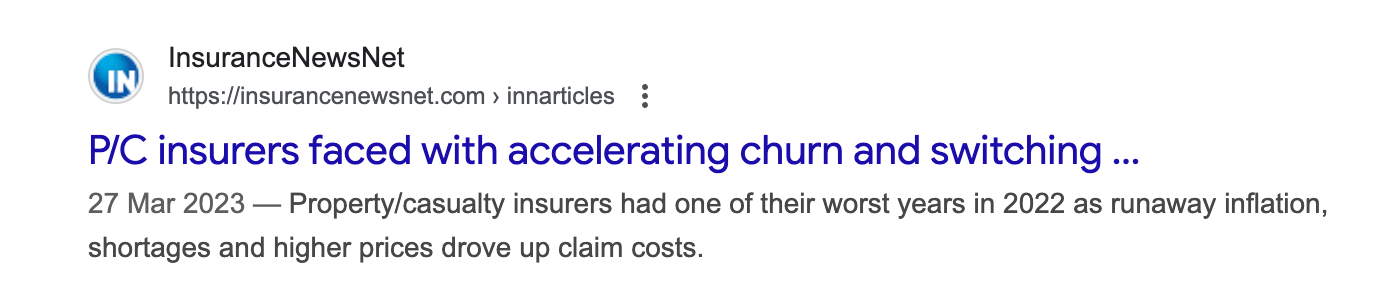 IN
InsuranceNewsNet
https://insurancenewsnet.com › innarticles
P/C insurers faced with accelerating churn and switching ...
27 Mar 2023 — Property/casualty insurers had one of their worst years in 2022 as runaway inflation,
shortages and higher prices drove up claim costs.